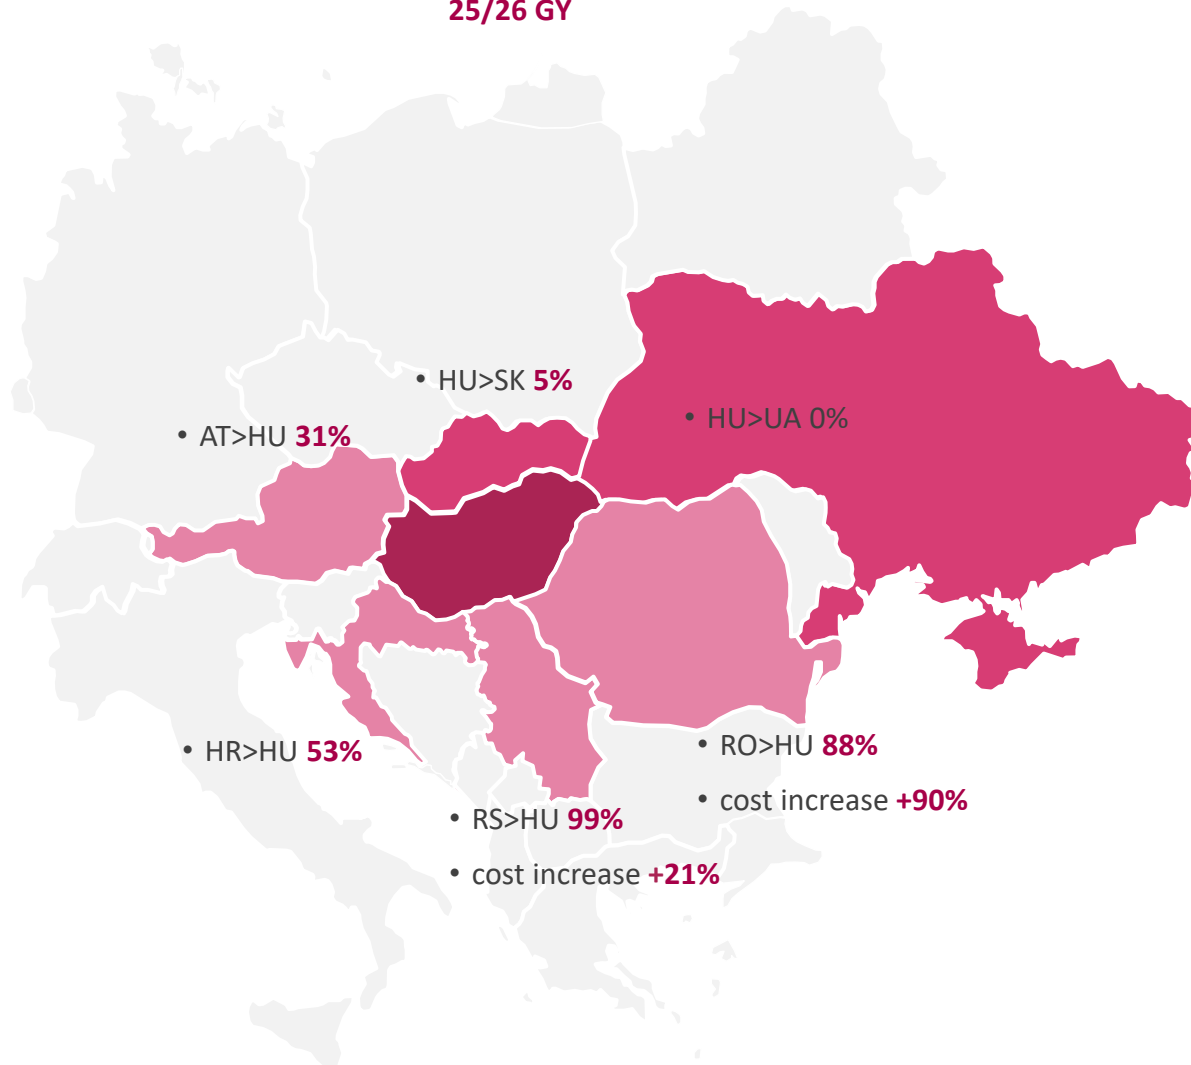 25/26 GY
• HU>SK 5%
• HU>UA 0%
• AT>HU 31%
• HR>HU 53%
• RO>HU 88%
• cost increase +90%
• RS>HU 99%
• cost increase +21%